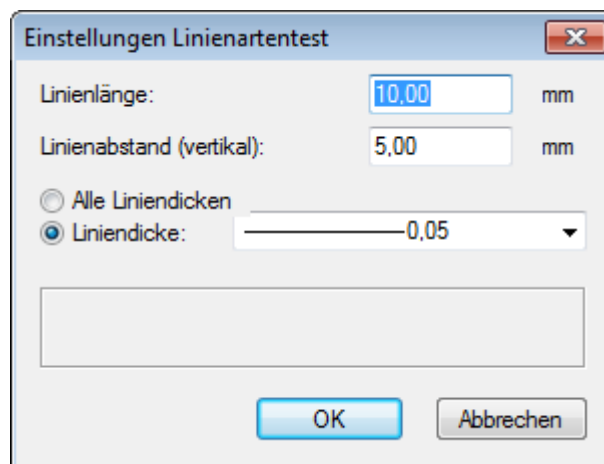 Einstellungen Linienartentest
Linienlänge: 10,00 mm
Linienabstand (vertikal): 5,00 mm
Alle Liniendicken
Liniendicke: 0,05
OK Abbrechen